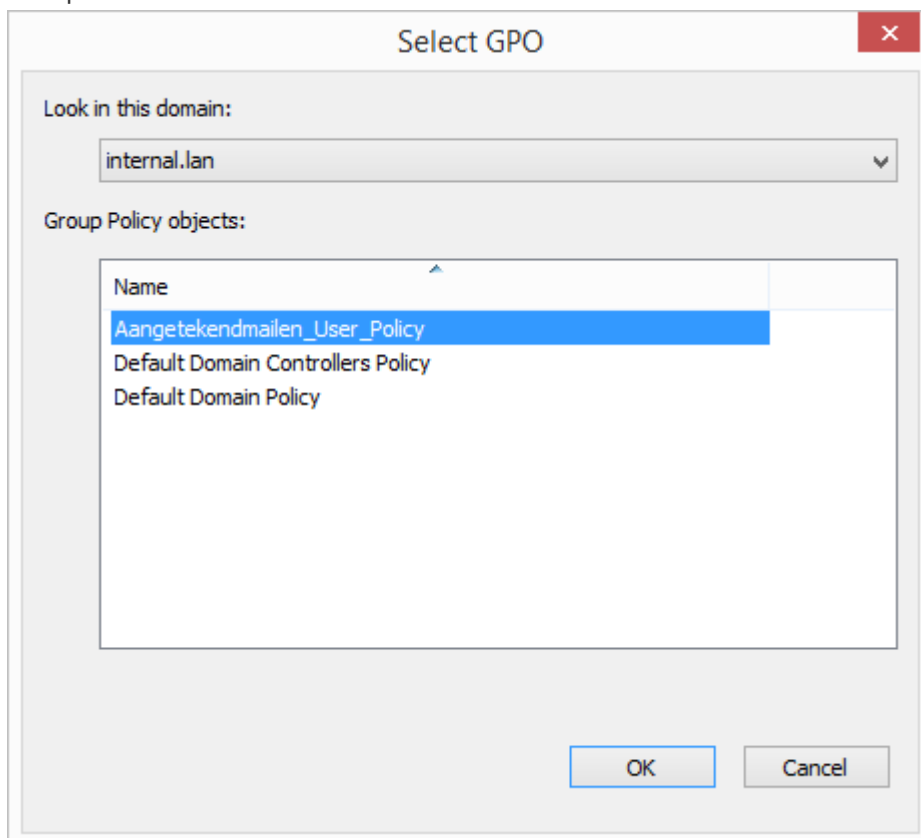 Select GPO
Look in this domain:
internal.lan
Group Policy objects:
Name
Aangetekendmailen_User_Policy
Default Domain Controllers Policy
Default Domain Policy
OK Cancel